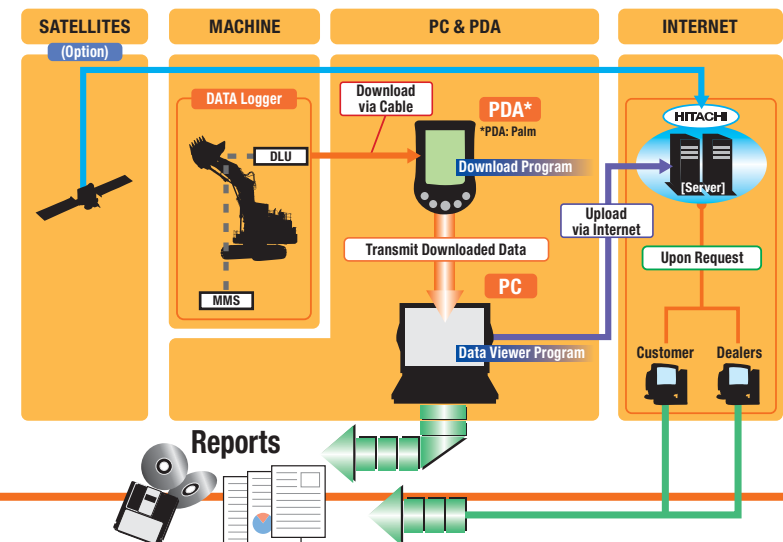 SATELLITES
(Option)
MACHINE
PC & PDA
INTERNET
DATA Logger
DLU
MMS
Download
via Cable
PDA*
*PDA: Palm
Download Program
Transmit Downloaded Data
PC
Data Viewer Program
Upload
via Internet
HITACHI
[Server]
Upon Request
Customer
Dealers
Reports